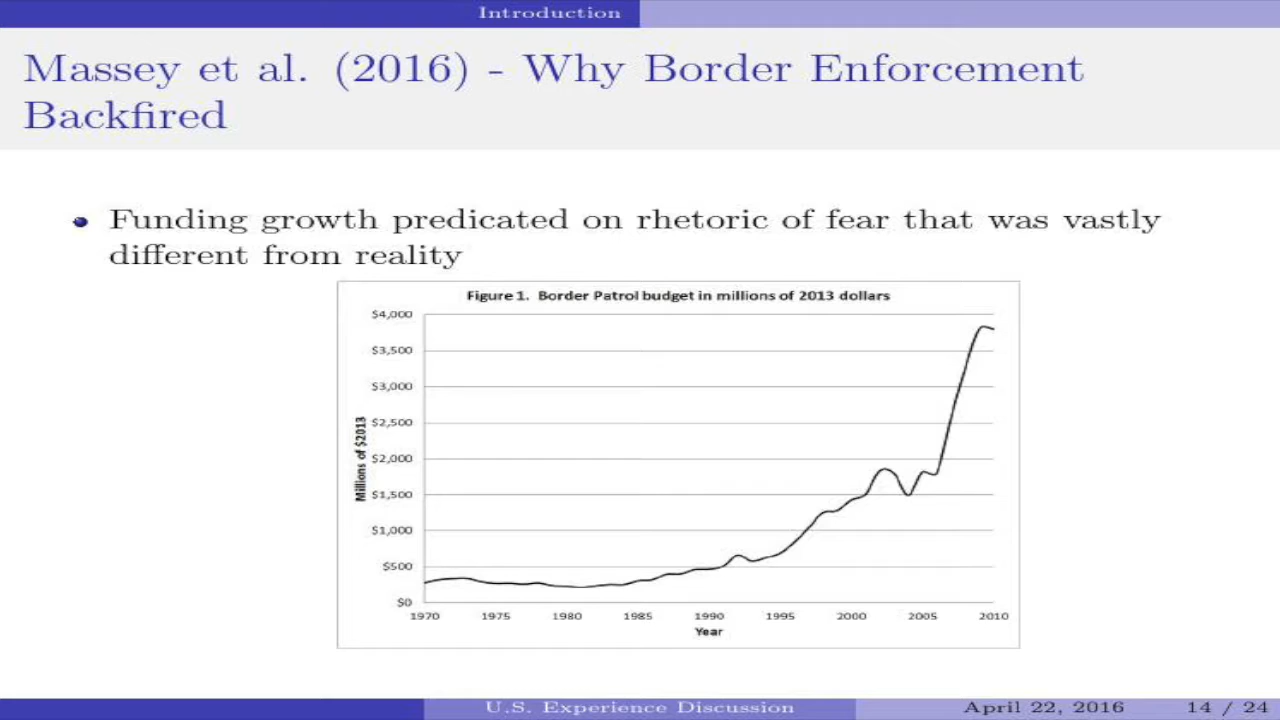 Introduction
Massey et al. (2016) - Why Border Enforcement
Backfired
Funding growth predicated on rhetoric of fear that was vastly
different from reality
Figure 1. Border Patrol budget in millions of 2013 dollars
$4,000
$3,500
$3,000
$2,500
$2,000
$1,500
$1,000
$500
$0
Millions of $2013
1970 1975 1980 1985 1990 1995 2000 2005 2010
Year
U.S. Experience Discussion April 22, 2016 14 / 24